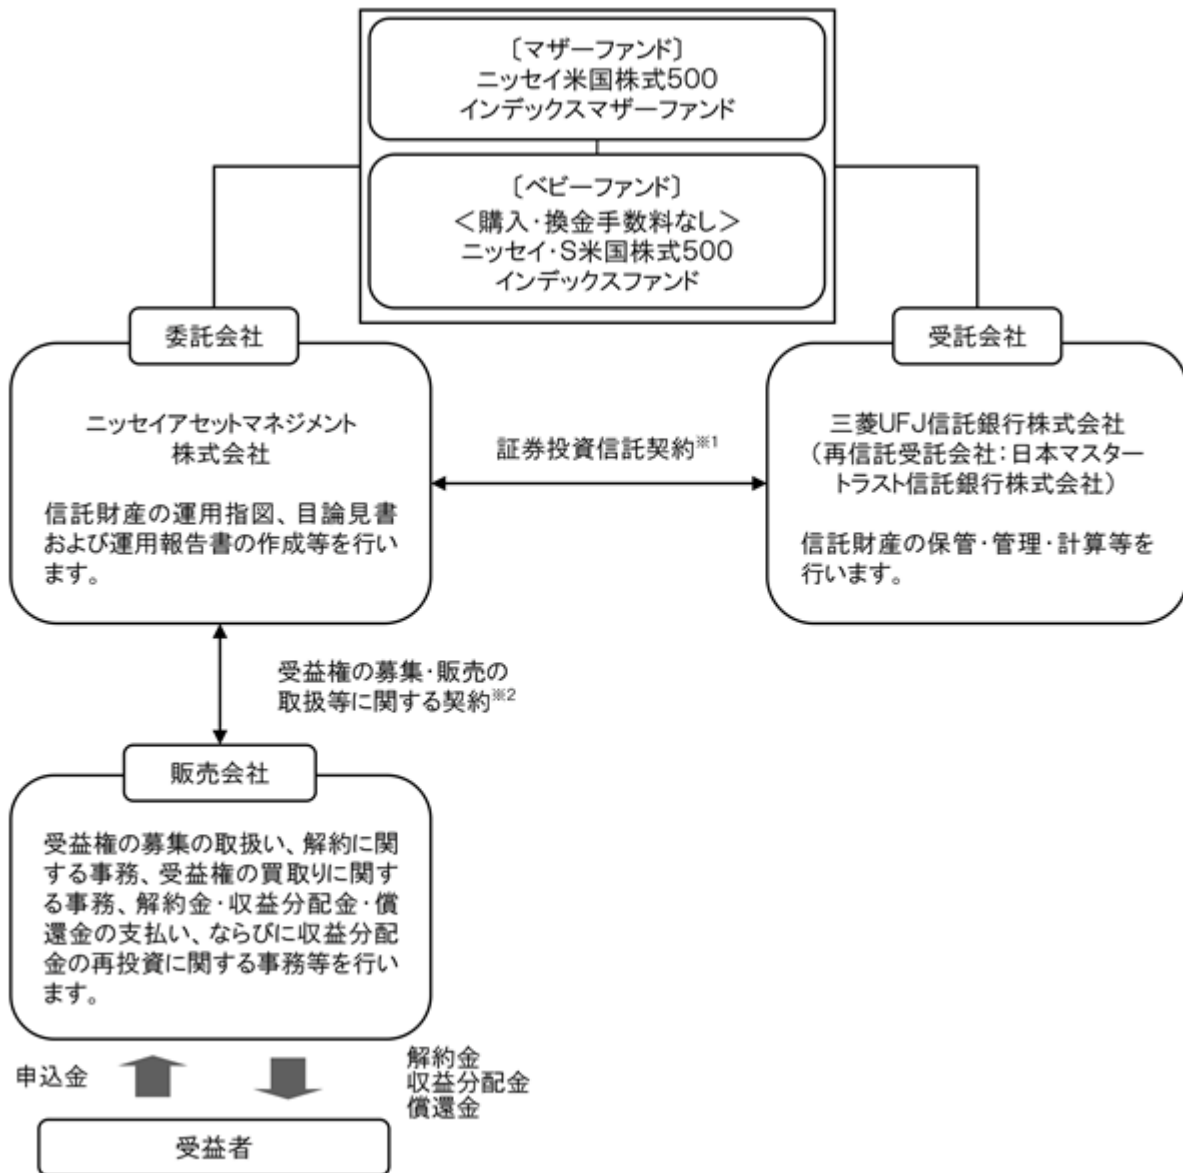 〔マザーファンド〕
ニッセイ米国株式500
インデックスマザーファンド
〔ベビーファンド〕
＜購入・換金手数料なし＞
ニッセイ・S米国株式500
インデックスファンド
委託会社
ニッセイアセットマネジメント
株式会社
信託財産の運用指図、目論見書
および運用報告書の作成等を行い
ます。
証券投資信託契約※1
受託会社
三菱UFJ信託銀行株式会社
（再信託受託会社：日本マスター
トラスト信託銀行株式会社）
信託財産の保管・管理・計算等を
行います。
受益権の募集・販売の
取扱等に関する契約※2
販売会社
受益権の募集の取扱い、解約に関
する事務、受益権の買取りに関す
る事務、解約金・収益分配金・償
還金の支払い、ならびに収益分配
金の再投資に関する事務等を行い
ます。
申込金
解約金
収益分配金
償還金
受益者